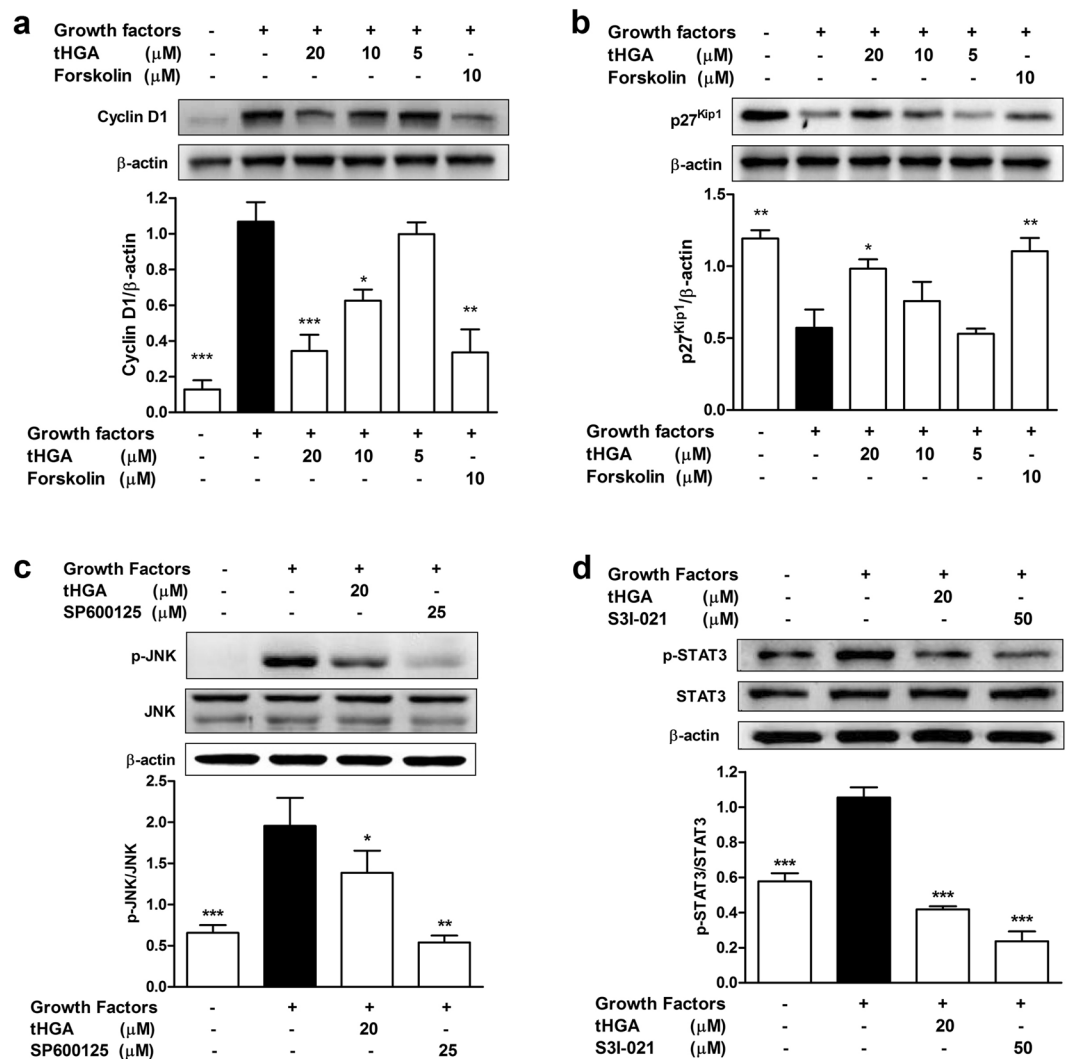 a
Growth factors - + + + + +
tHGA (μM) - - 20 10 5 -
Forskolin (μM) - - - - - 10
Cyclin D1
β-actin
1.2
1.0
0.8
0.6
0.4
0.2
0.0
Cyclin D1/β-actin
*** *** * **
Growth factors - + + + + +
tHGA (μM) - - 20 10 5 -
Forskolin (μM) - - - - - 10
b
Growth factors - + + + + +
tHGA (μM) - - 20 10 5 -
Forskolin (μM) - - - - - 10
p27Kip1
β-actin
1.5
1.0
0.5
0.0
p27Kip1/β-actin
** * **
Growth factors - + + + + +
tHGA (μM) - - 20 10 5 -
Forskolin (μM) - - - - - 10
c
Growth Factors - + + +
tHGA (μM) - - 20 -
SP600125 (μM) - - - 25
p-JNK
JNK
β-actin
2.5
2.0
1.5
1.0
0.5
0.0
p-JNK/JNK
*** * **
Growth Factors - + + +
tHGA (μM) - - 20 -
SP600125 (μM) - - - 25
d
Growth Factors - + + +
tHGA (μM) - - 20 -
S3I-021 (μM) - - - 50
p-STAT3
STAT3
β-actin
1.2
1.0
0.8
0.6
0.4
0.2
0.0
p-STAT3/STAT3
*** *** ***
Growth Factors - + + +
tHGA (μM) - - 20 -
S3I-021 (μM) - - - 50